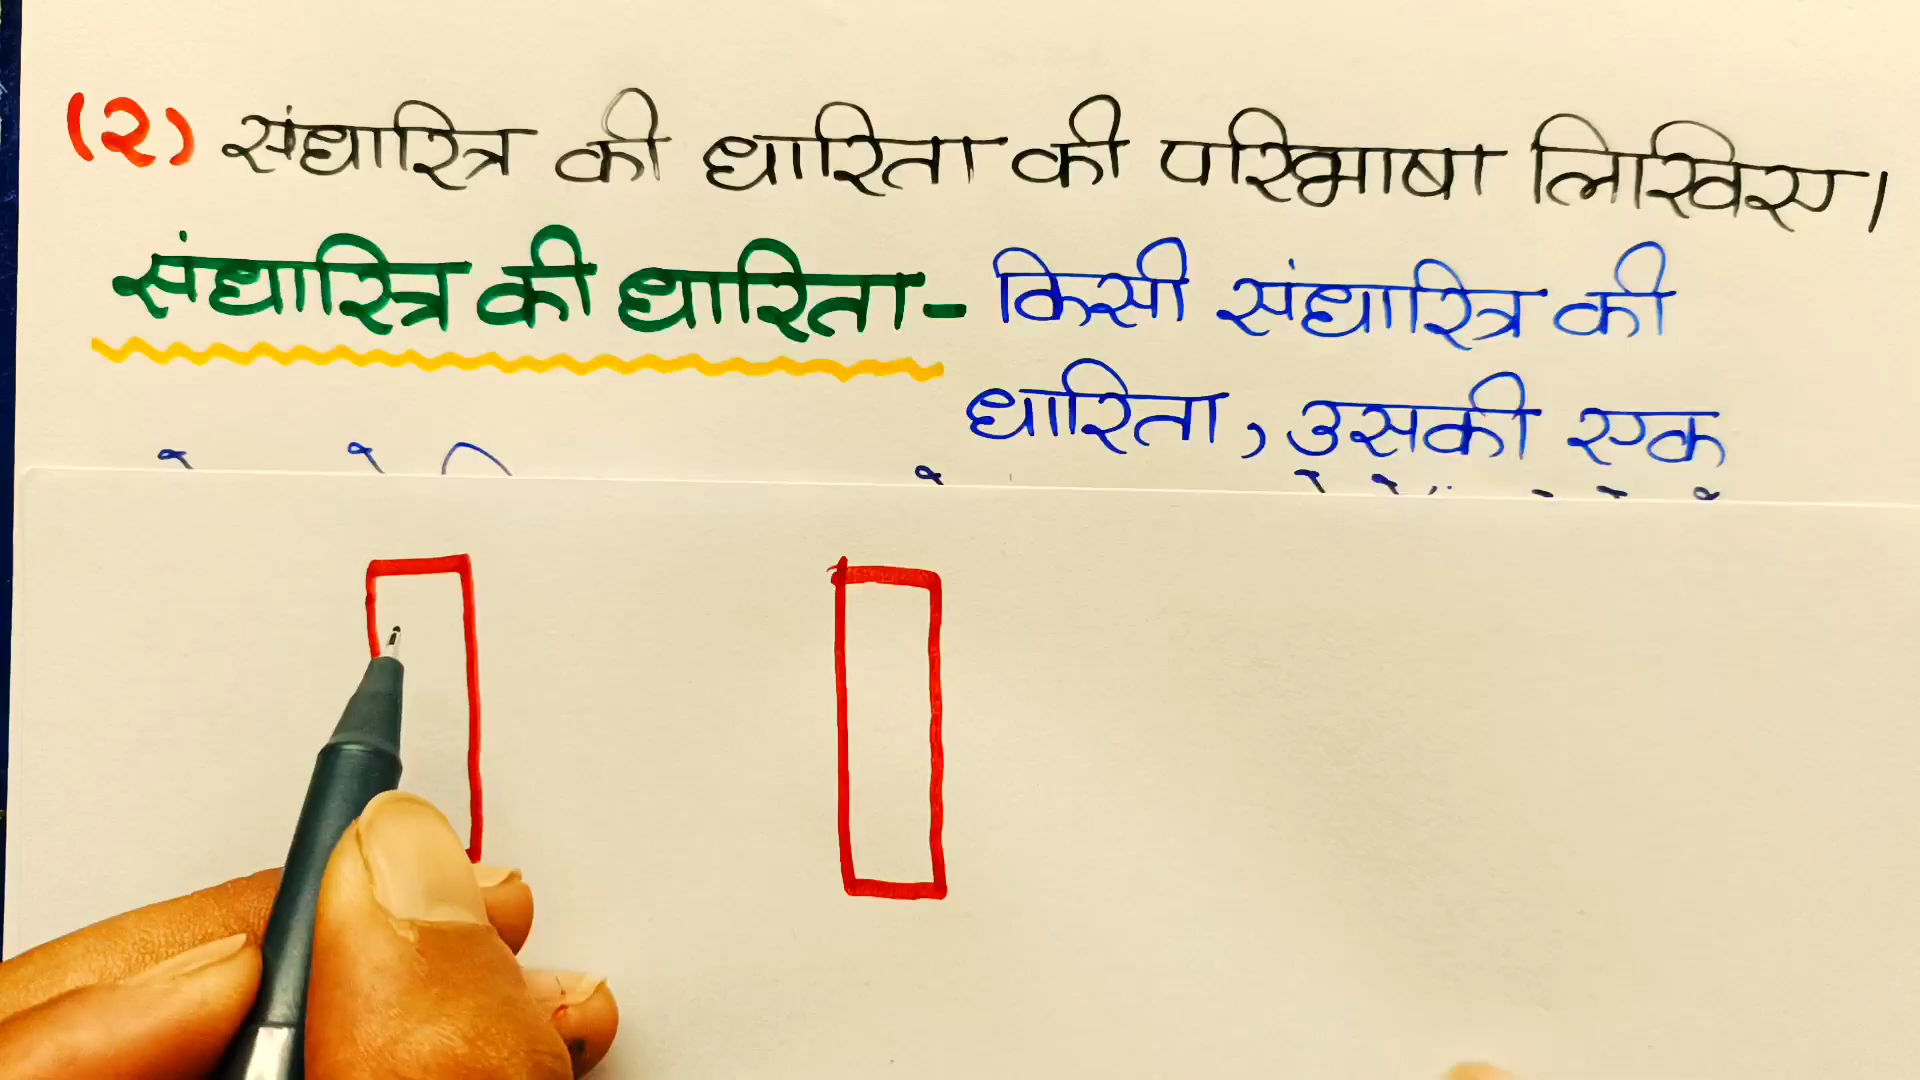 (२) संधारित्र की धारिता की परिभाषा लिखिए।
संधारित्र की धारिता - किसी संधारित्र की
धारिता, उसकी एक